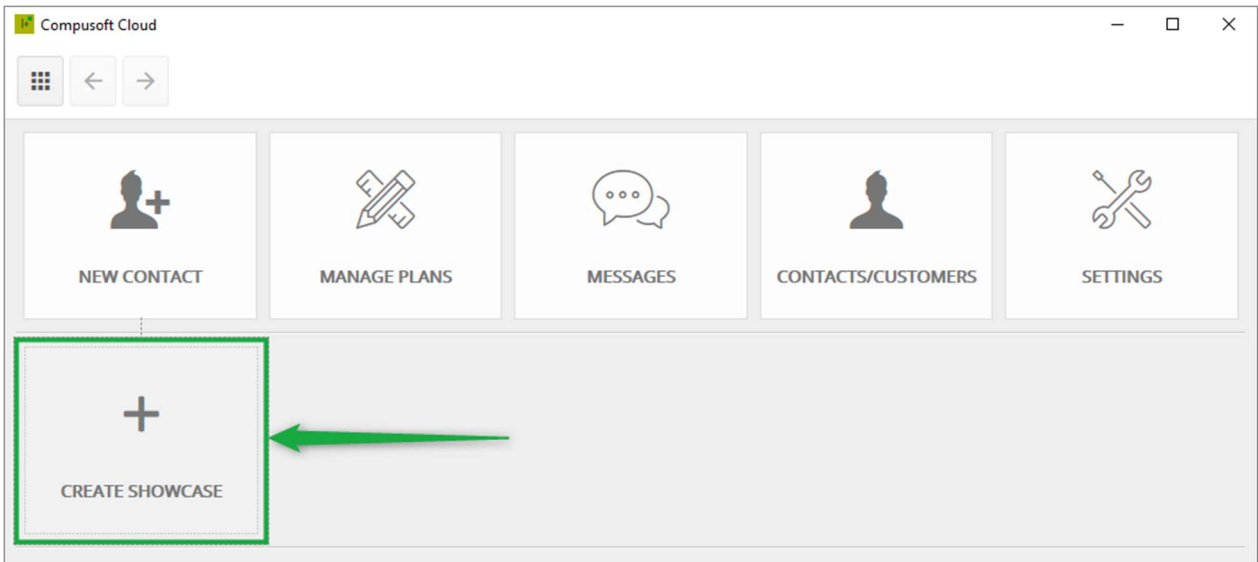 Compusoft Cloud
NEW CONTACT
MANAGE PLANS
MESSAGES
CONTACTS/CUSTOMERS
SETTINGS
CREATE SHOWCASE